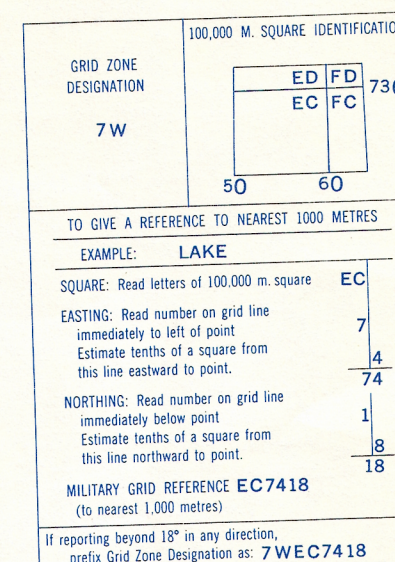 100,000 M. SQUARE IDENTIFICATIO
GRID ZONE
DESIGNATION
7W
ED FD
EC FC
73
50 60
TO GIVE A REFERENCE TO NEAREST 1000 METRES
EXAMPLE: LAKE
SQUARE: Read letters of 100,000 m. square EC
EASTING: Read number on grid line
immediately to left of point 7
Estimate tenths of a square from
this line eastward to point. 4
74
NORTHING: Read number on grid line
immediately below point 1
Estimate tenths of a square from
this line northward to point. 8
18
MILITARY GRID REFERENCE EC7418
(to nearest 1,000 metres)
If reporting beyond 18° in any direction,
prefix Grid Zone Designation as: 7WEC7418